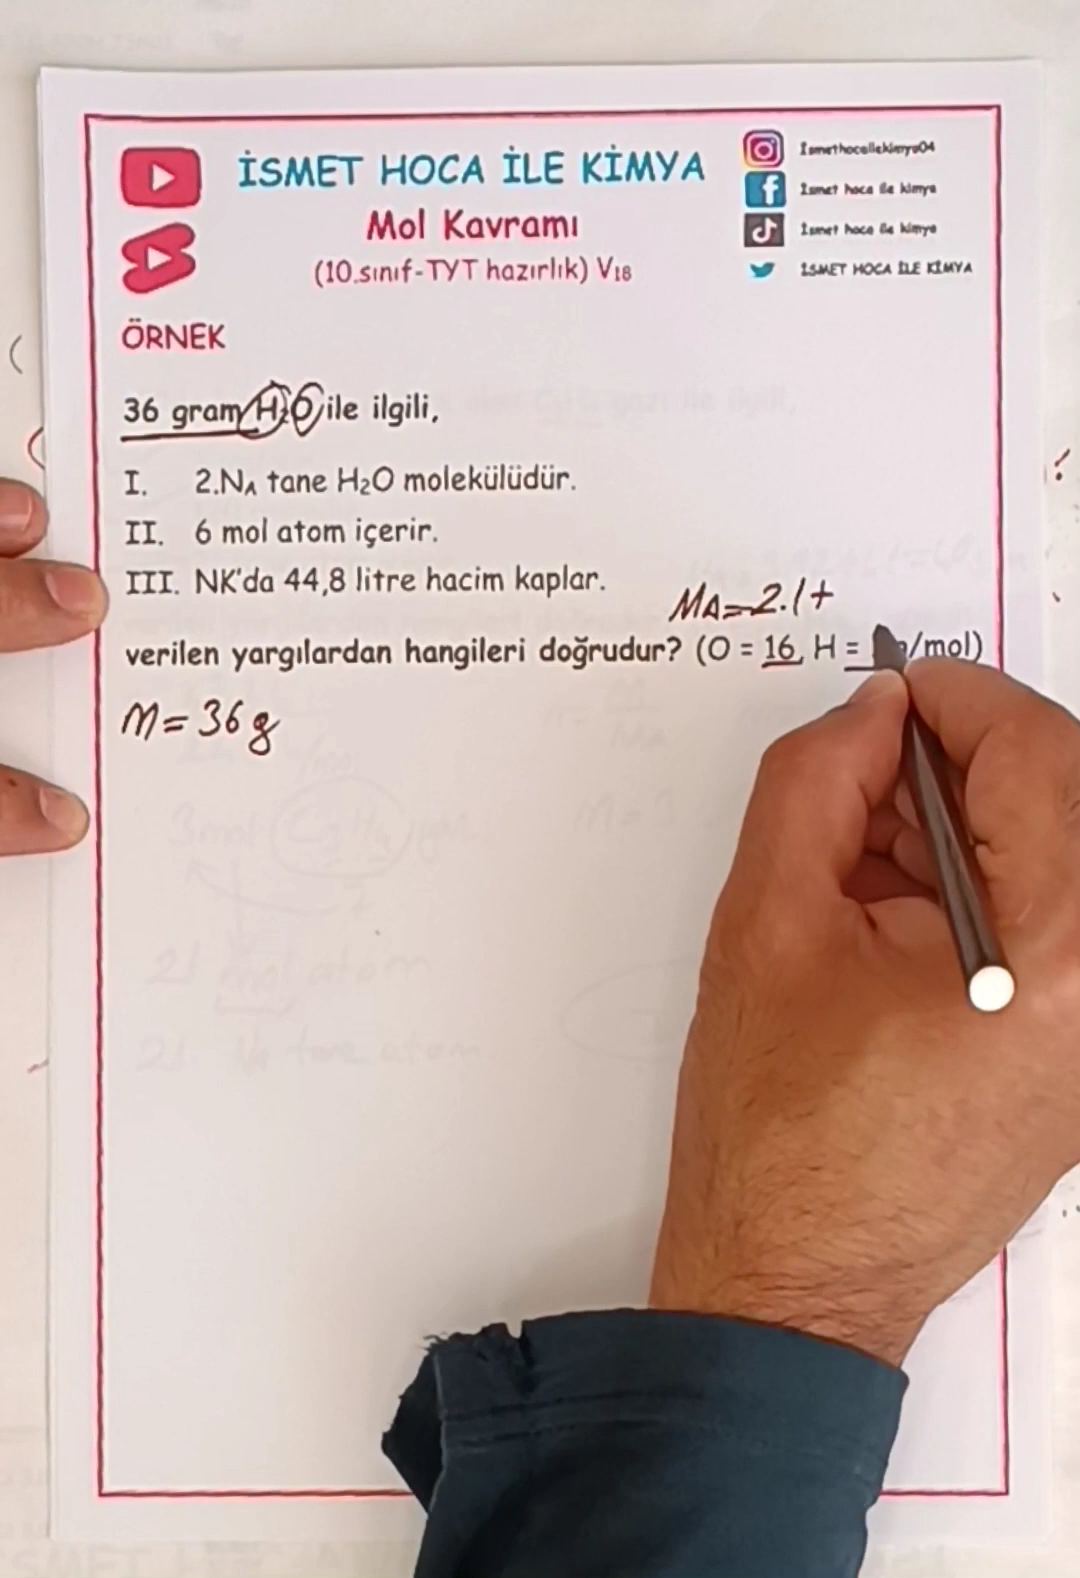 İSMET HOCA İLE KİMYA
Mol Kavramı
(10.sınıf-TYT hazırlık) V18
İsmet hoca ile kimya
İsmet hoca ile kimya
İSMET HOCA İLE KİMYA
ÖRNEK
36 gram H₂O ile ilgili,
I. 2.NA tane H₂O molekülüdür.
II. 6 mol atom içerir.
III. NK'da 44,8 litre hacim kaplar.
MA=2.1+
verilen yargılardan hangileri doğrudur? (O = 16, H = /mol)
m=36g